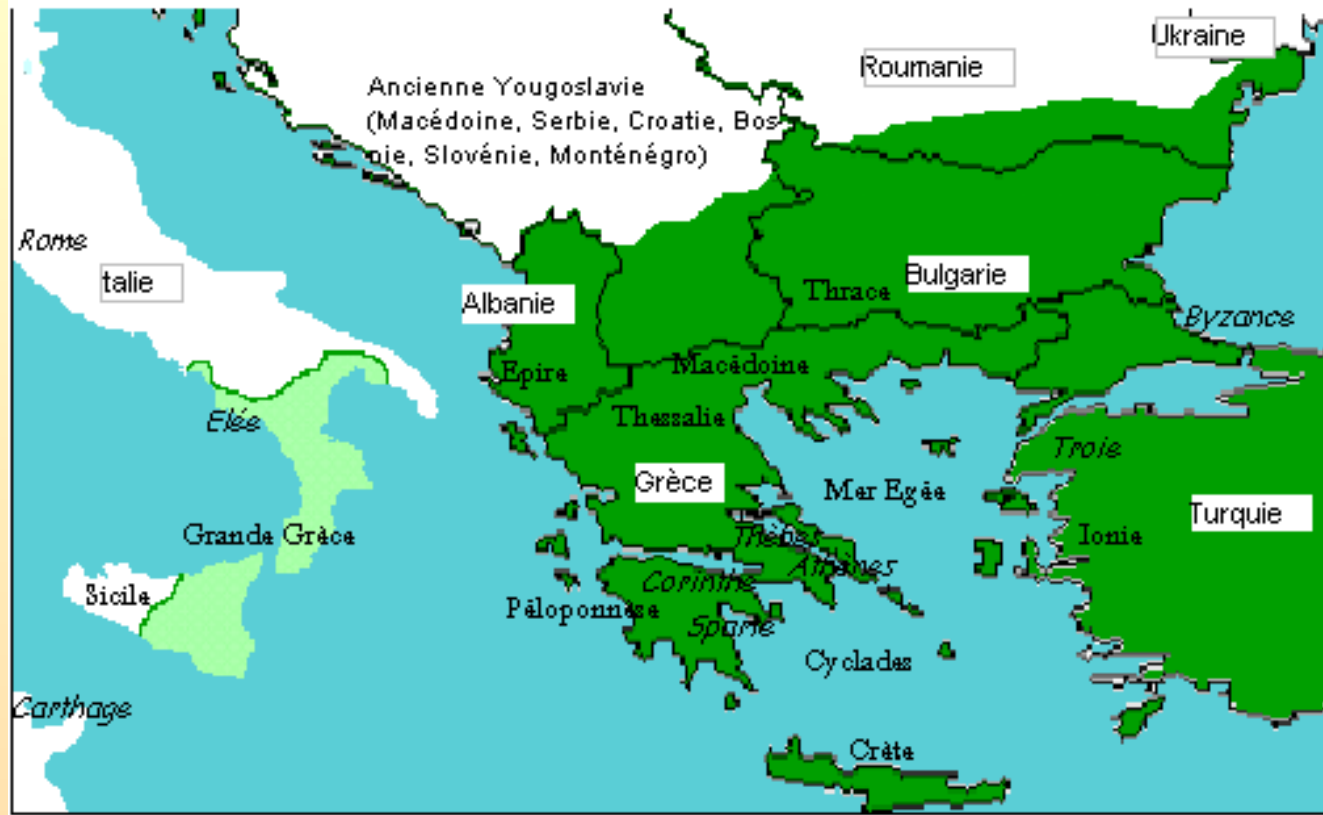 Ukraine
Roumanie
Ancienne Yougoslavie
(Macédoine, Serbie, Croatie, Bos
nie, Slovénie, Monténégro)
Rome
talie
Albanie
Thrace
Bulgarie
Byzance
Epire
Macédoine
Elée
Thessalie
Troie
Grèce
Mer Egée
Turquie
Grande Grèce
Thèbes
Ionie
Athènes
Corinthe
Sicile
Péloponnèse
Sparte
Cyclades
Carthage
Crète